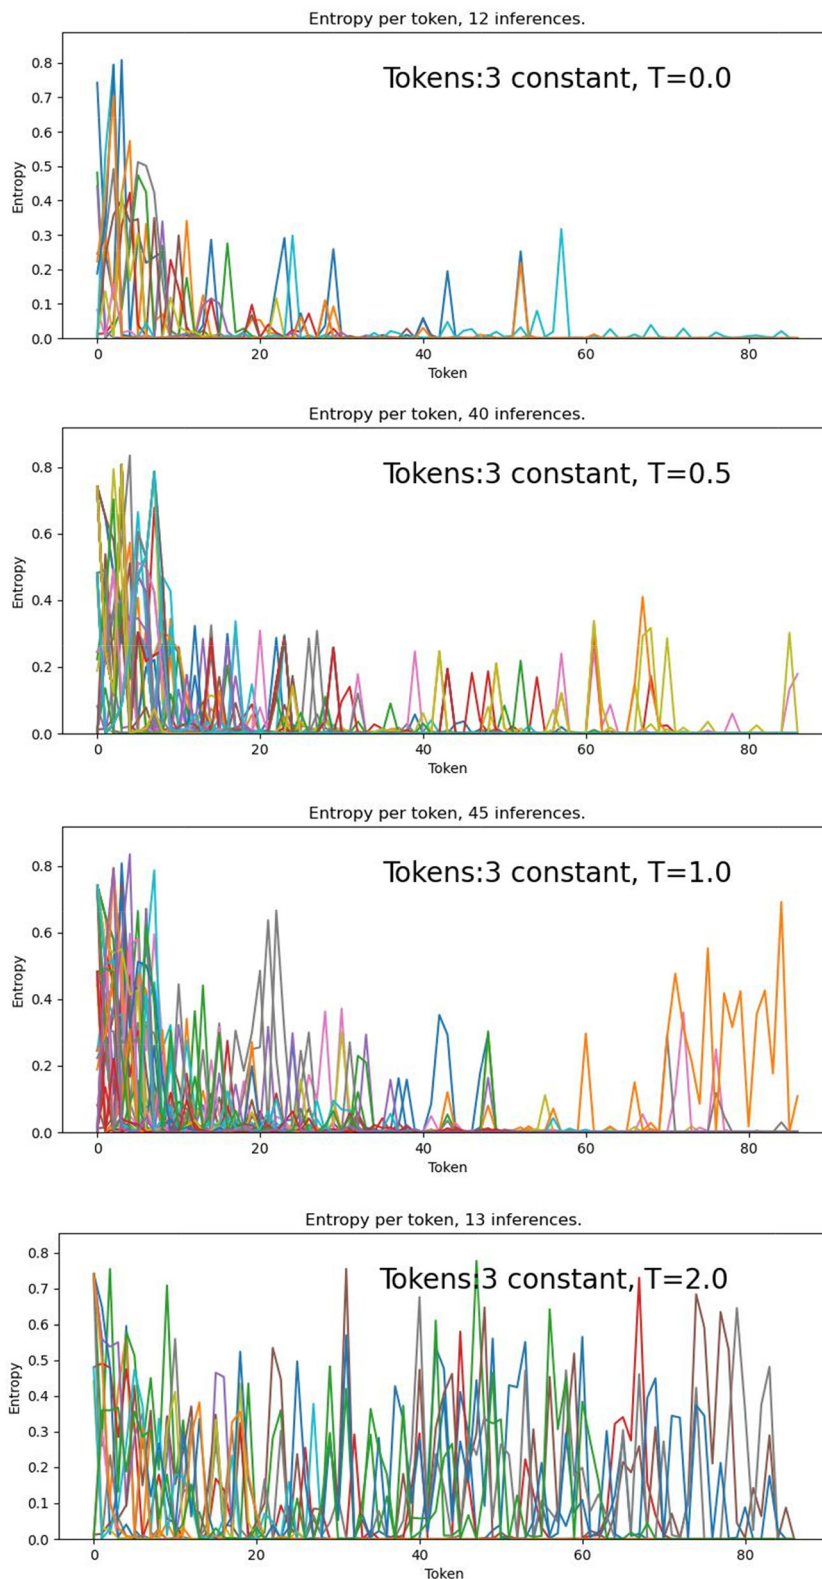 Entropy per token, 12 inferences.
Tokens:3 constant, T=0.0
0.8
0.7
0.6
0.5
0.4
0.3
0.2
0.1
0.0
Entropy
0 20 40 60 80
Token
Entropy per token, 40 inferences.
Tokens:3 constant, T=0.5
0.8
0.6
0.4
0.2
0.0
Entropy
0 20 40 60 80
Token
Entropy per token, 45 inferences.
Tokens:3 constant, T=1.0
0.8
0.6
0.4
0.2
0.0
Entropy
0 20 40 60 80
Token
Entropy per token, 13 inferences.
Tokens:3 constant, T=2.0
0.8
0.7
0.6
0.5
0.4
0.3
0.2
0.1
0.0
Entropy
0 20 40 60 80
Token